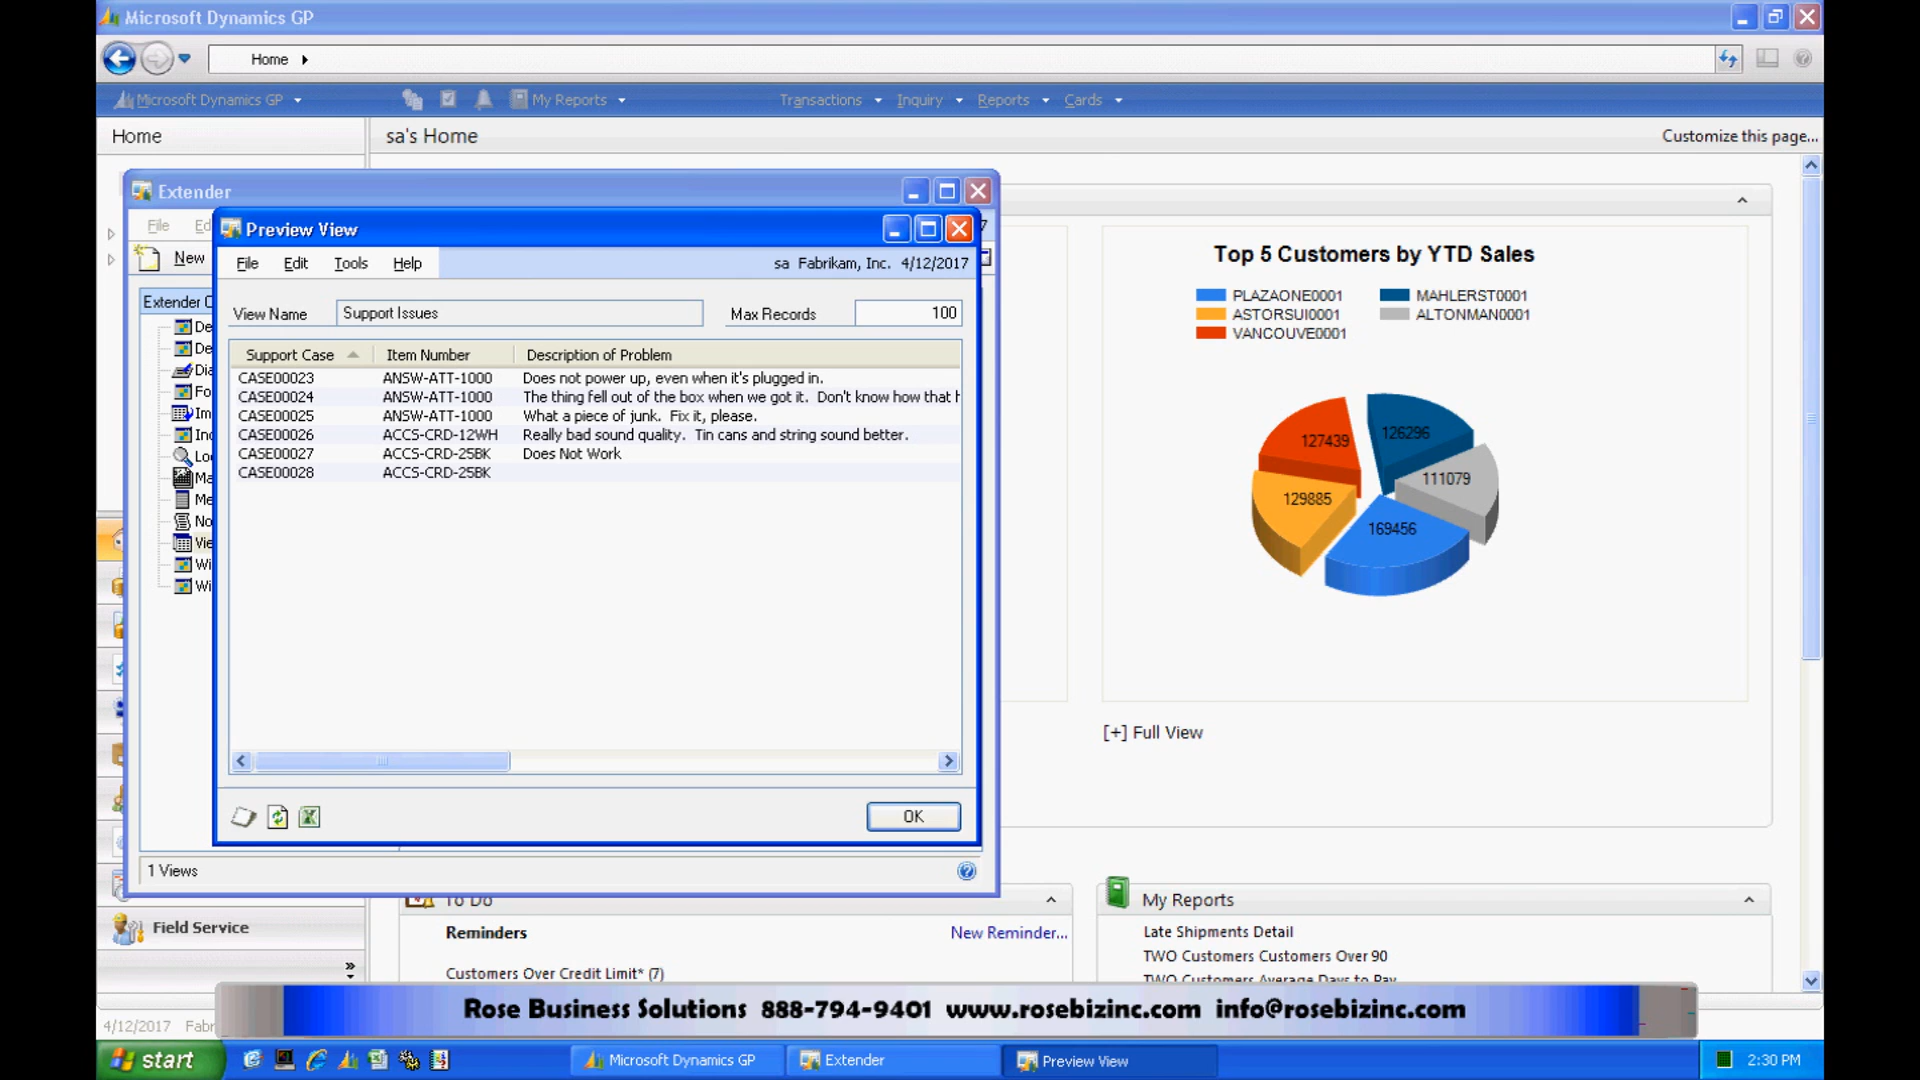 Microsoft Dynamics GP
Home
Microsoft Dynamics GP My Reports Transactions Inquiry Reports Cards
Home
sa's Home
Customize this page...
Extender
File
New
Preview View
File Edit Tools Help
sa Fabrikam, Inc. 4/12/2017
View Name Support Issues Max Records 100
Support Case Item Number Description of Problem
CASE00023 ANSW-ATT-1000 Does not power up, even when it's plugged in.
CASE00024 ANSW-ATT-1000 The thing fell out of the box when we got it. Don't know how that
CASE00025 ANSW-ATT-1000 What a piece of junk. Fix it, please.
CASE00026 ACCS-CRD-12WH Really bad sound quality. Tin cans and string sound better.
CASE00027 ACCS-CRD-25BK Does Not Work
CASE00028 ACCS-CRD-25BK
OK
Extender
1 Views
Top 5 Customers by YTD Sales
PLAZAONE0001 MAHLERST0001
ASTORSUI0001 ALTONMAN0001
VANCOUVE0001
127439
126296
111079
129885
169456
[+] Full View
Field Service
To Do
Reminders
New Reminder...
Customers Over Credit Limit* (7)
My Reports
Late Shipments Detail
TWO Customers Customers Over 90
TWO Customers Average Days to Pay
Rose Business Solutions 888-794-9401 www.rosebizinc.com info@rosebizinc.com
4/12/2017 Fabr
start
Microsoft Dynamics GP
Extender
Preview View
2:30 PM